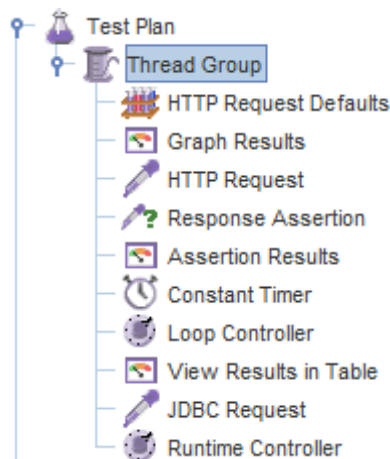 Test Plan
Thread Group
HTTP Request Defaults
Graph Results
HTTP Request
Response Assertion
Assertion Results
Constant Timer
Loop Controller
View Results in Table
JDBC Request
Runtime Controller